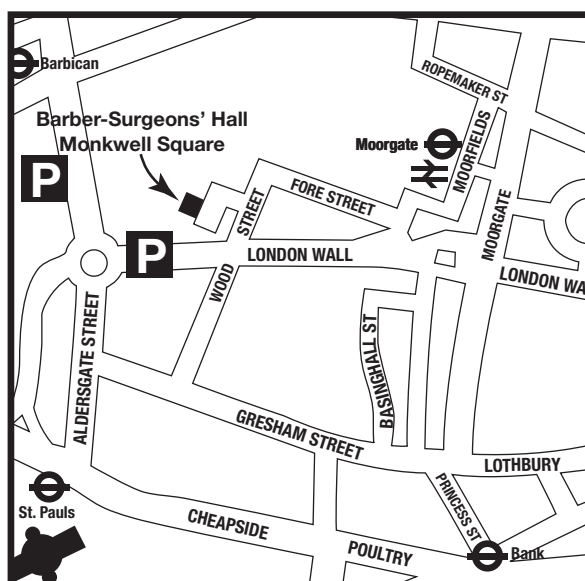 Barbican
ROPEMAKER ST
Barber-Surgeons' Hall
Monkwell Square
Moorgate
MOORFIELDS
P
FORE STREET
STREET
MOORGATE
P
LONDON WALL
WOOD
LONDON WA
ALDERSGATE STREET
BASINGHALL ST
GRESHAM STREET
LOTHBURY
PRINCESS ST
St. Pauls
CHEAPSIDE
POULTRY
Bank